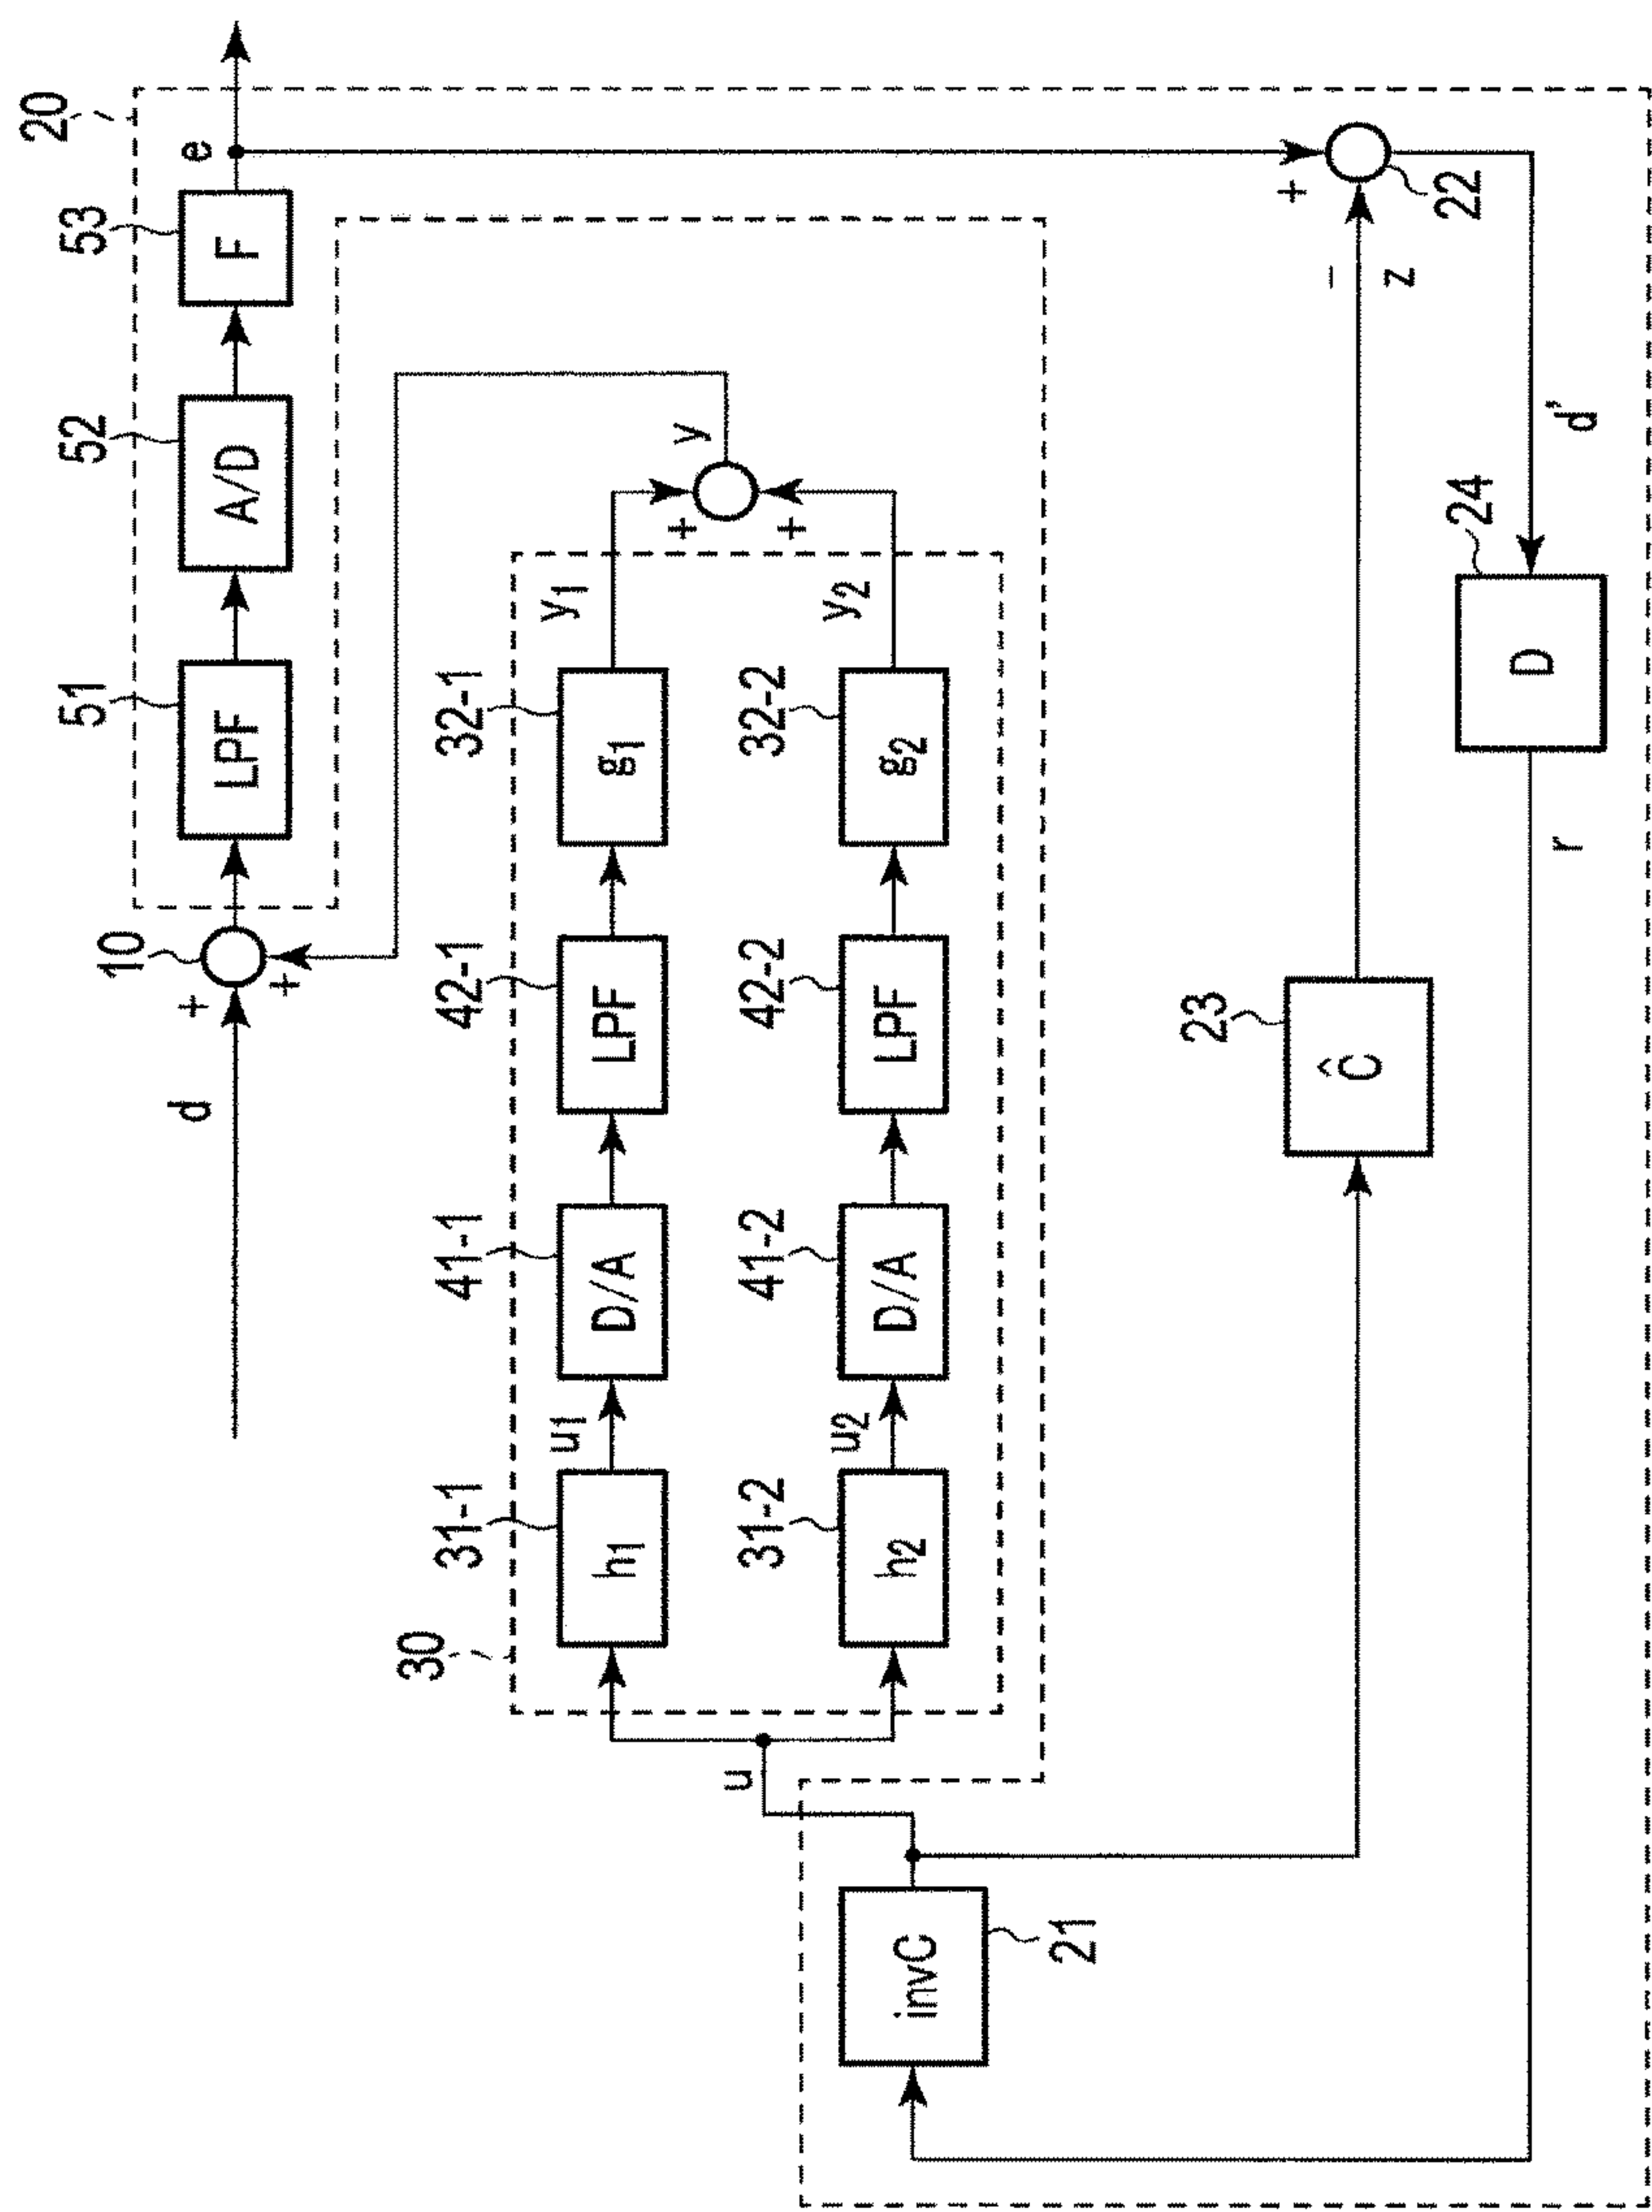 20
51
52
53
LPF
A/D
F
e
10
+
+
d
30
31-1
41-1
42-1
32-1
h1
u1
D/A
LPF
g1
y1
+
y
31-2
41-2
42-2
32-2
h2
u2
D/A
LPF
g2
y2
+
u
invC
21
23
Ĉ
+
−
z
22
24
D
d'
r